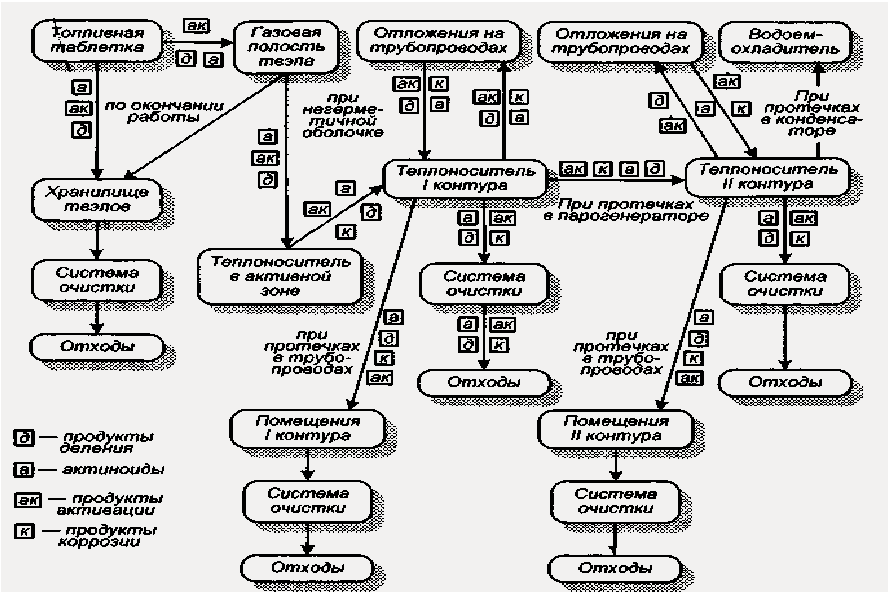 Топливная
таблетка
ак
д а
Газовая
полость
твэла
Отложения на
трубопроводах
Отложения на
трубопроводах
Водоем-
охладитель
а
ак
д
по окончании
работы
при
негерме-
тичной
оболочке
ак к
д а
ак к
д а
д
ак
ак
а к
При
протечках
в конденса-
торе
а
ак
д
Хранилище
твэлов
Теплоноситель
I контура
ак к а д
При протечках
в парогенераторе
Теплоноситель
II контура
а
ак д
к
а ак
д к
а ак
д к
Система
очистки
Теплоноситель
в активной
зоне
Система
очистки
Система
очистки
Отходы
при
протечках
в трубо-
проводах
а
д
к
ак
а ак
д к
при
протечках
в трубо-
проводах
а
д
к
ак
Отходы
Отходы
Помещения
I контура
Помещения
II контура
Система
очистки
Система
очистки
Отходы
Отходы
д — продукты
деления
а — актиноиды
ак — продукты
активации
к — продукты
коррозии